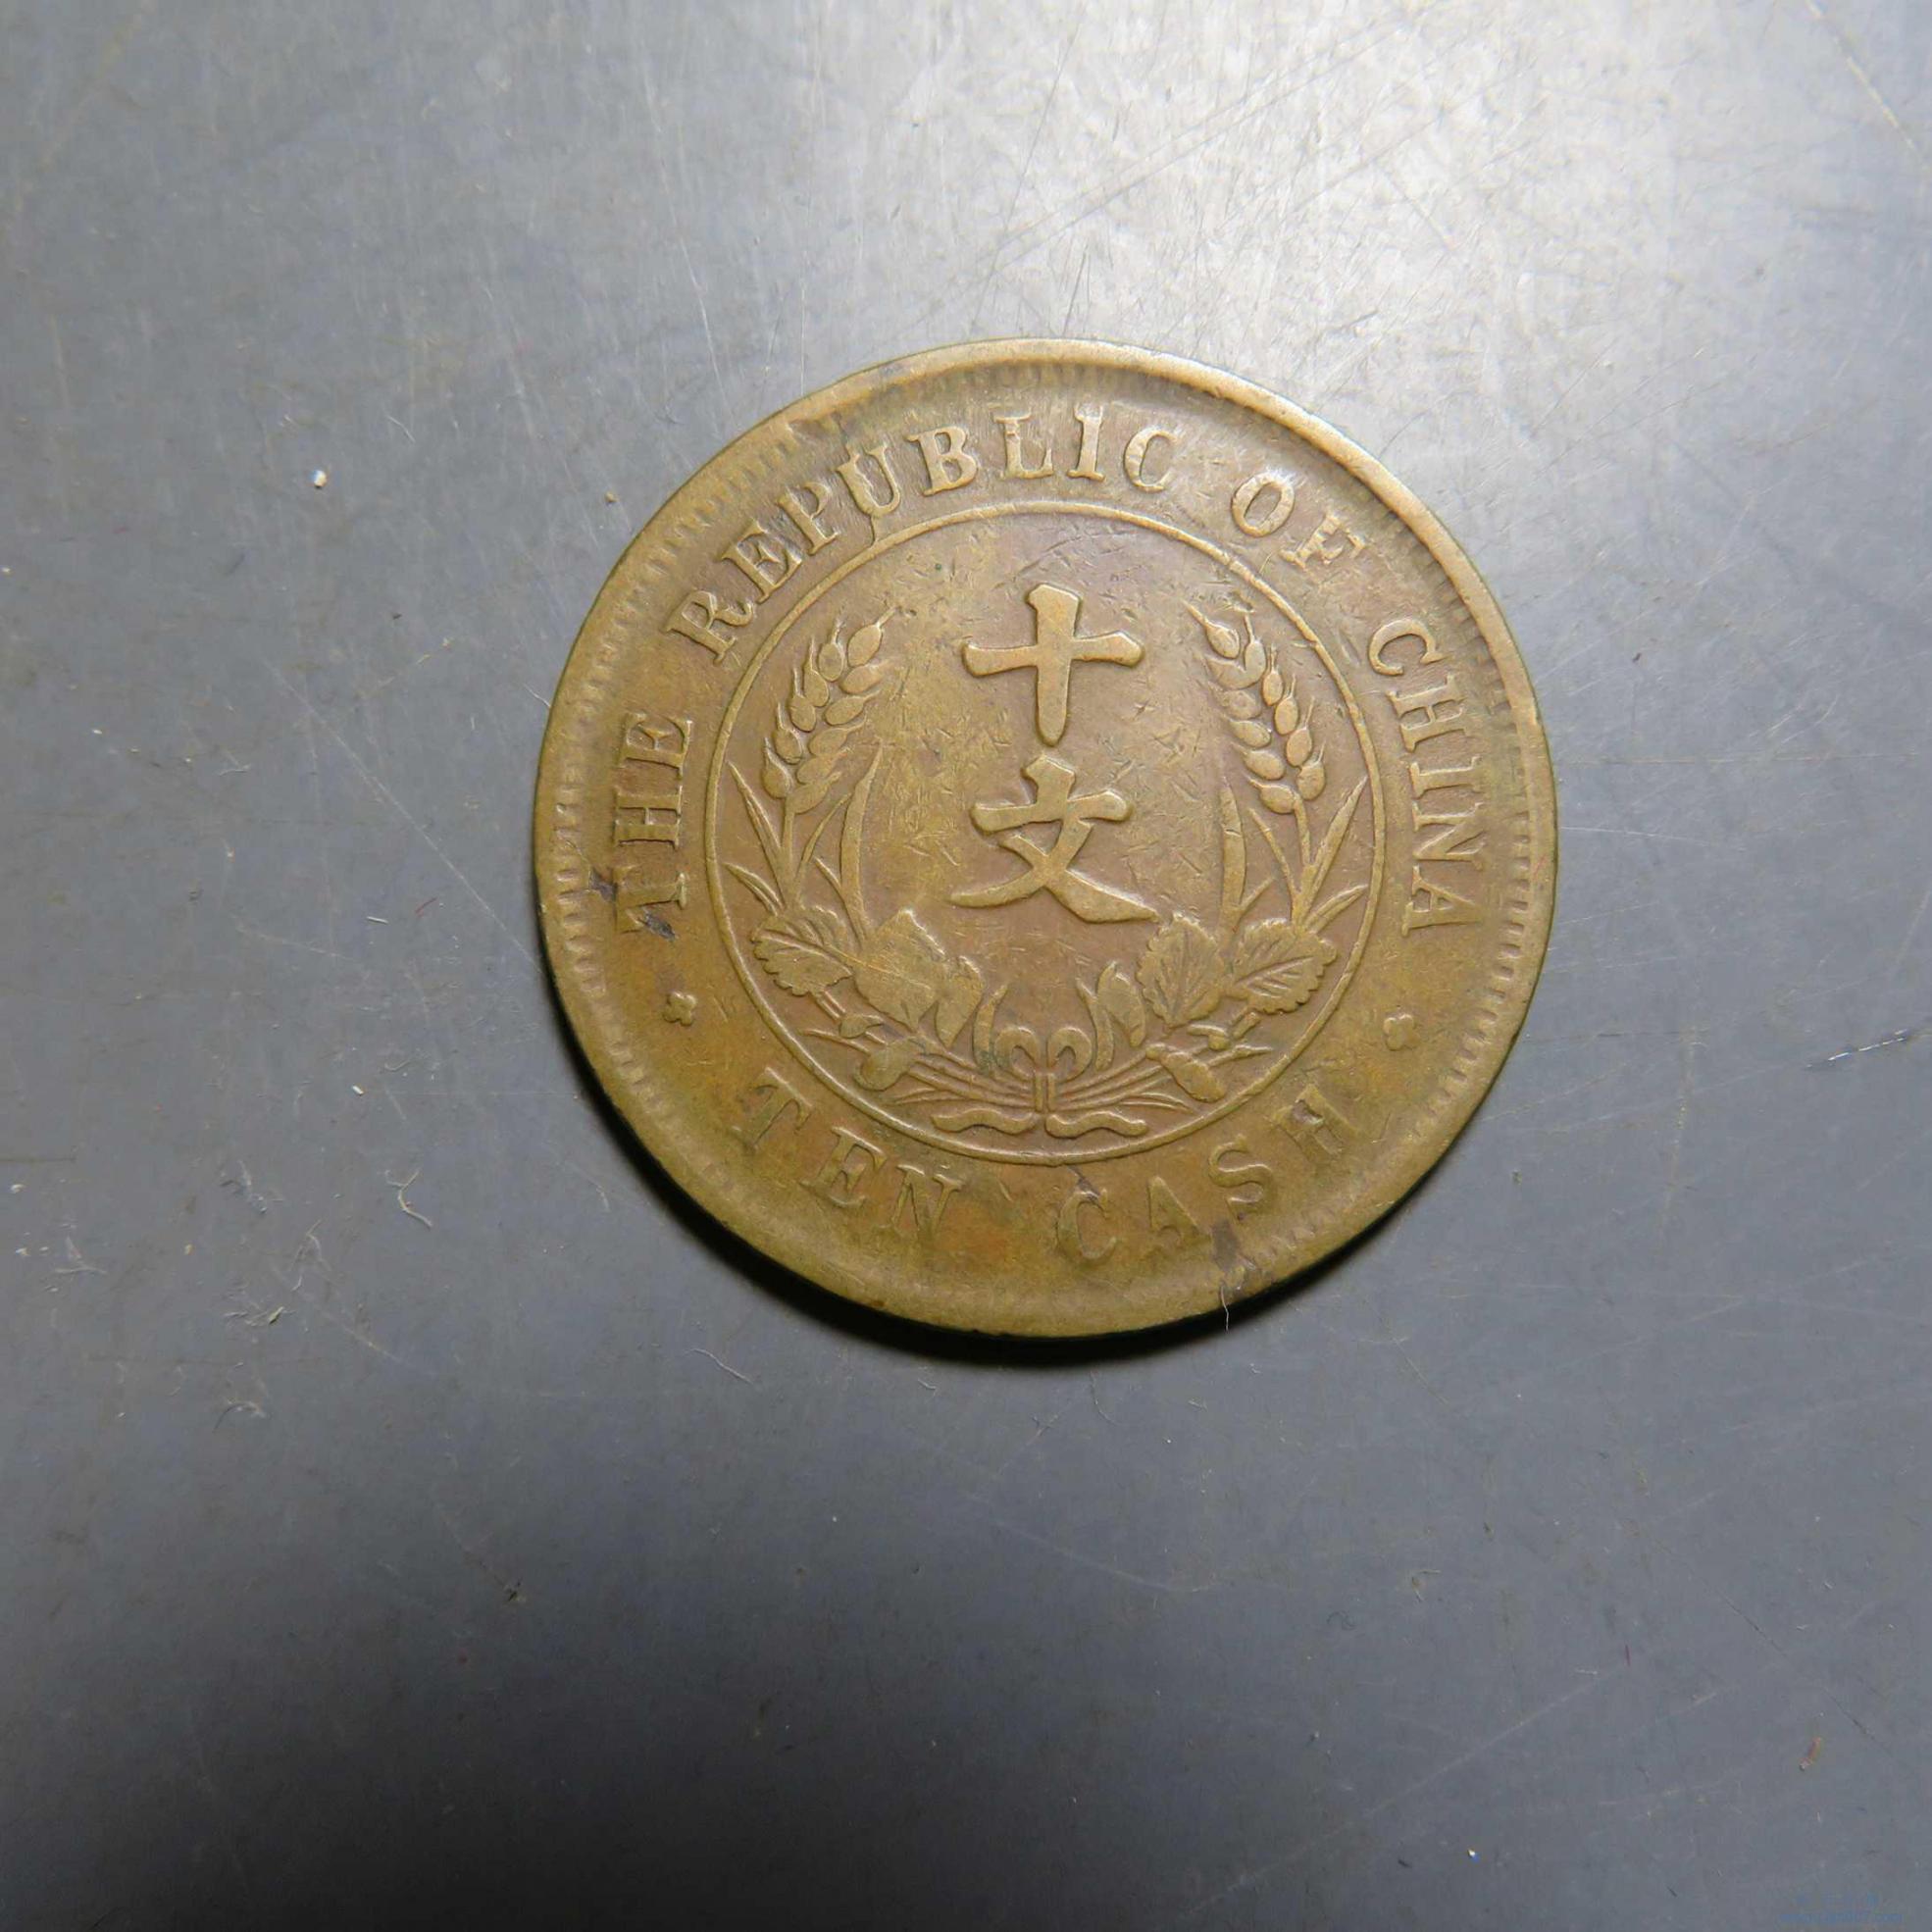 THE REPUBLIC OF CHINA
十
文
TEN CASH